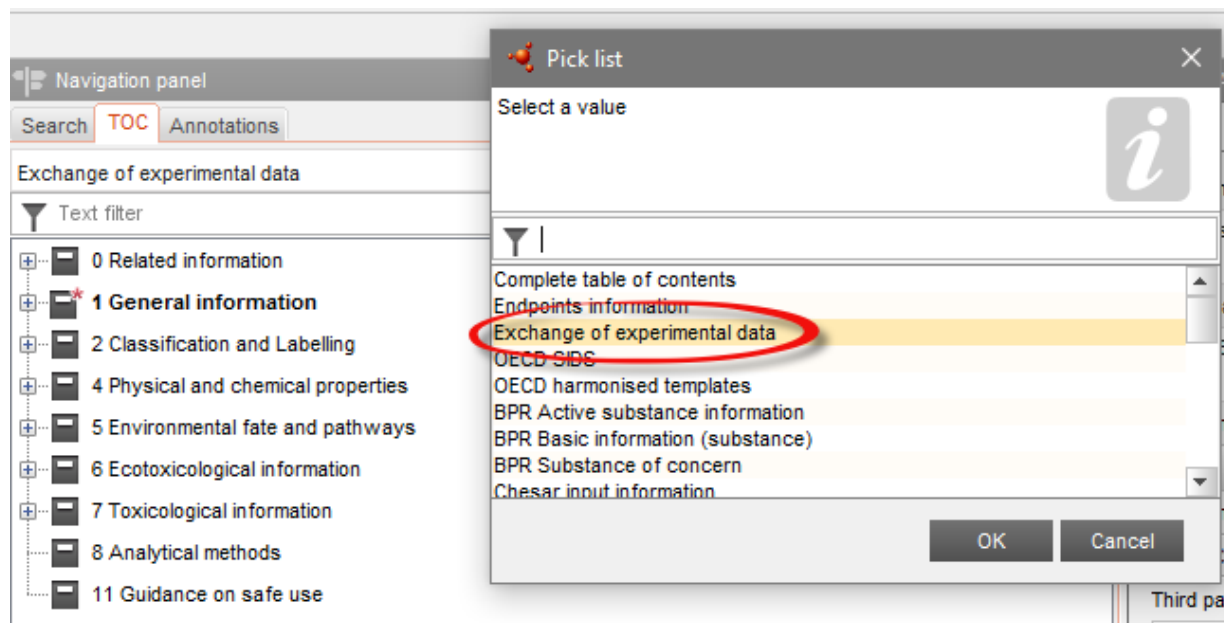 Navigation panel
Search TOC Annotations
Exchange of experimental data
Text filter
0 Related information
1 General information
2 Classification and Labelling
4 Physical and chemical properties
5 Environmental fate and pathways
6 Ecotoxicological information
7 Toxicological information
8 Analytical methods
11 Guidance on safe use
Pick list
Select a value
Complete table of contents
Endpoints information
Exchange of experimental data
OECD SIDS
OECD harmonised templates
BPR Active substance information
BPR Basic information (substance)
BPR Substance of concern
Chesar input information
OK Cancel
Third pa